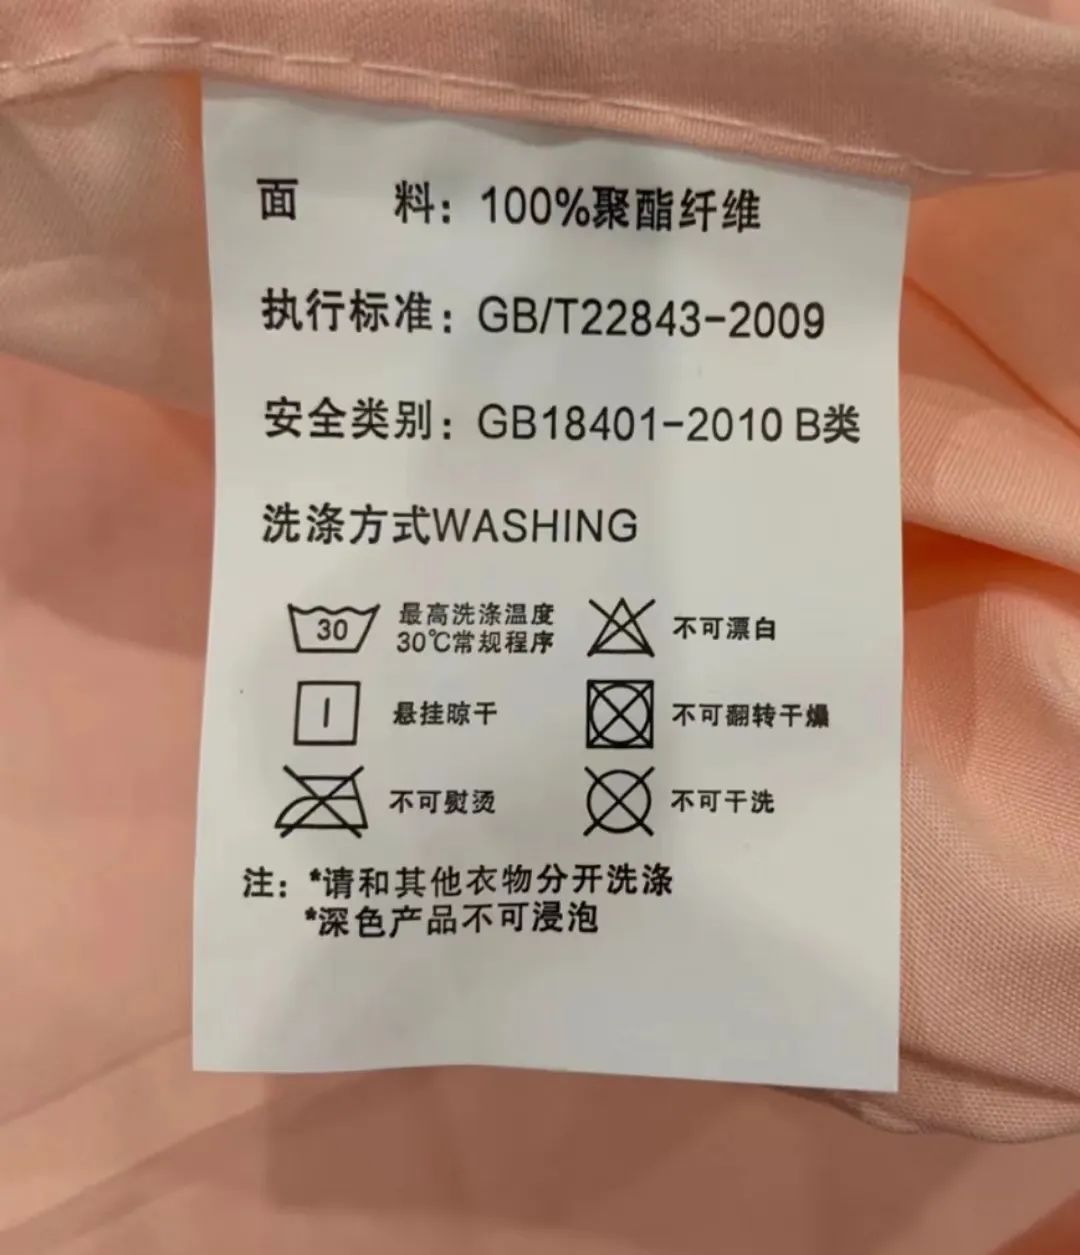 面 料：100%聚酯纤维
执行标准：GB/T22843-2009
安全类别：GB18401-2010 B类
洗涤方式WASHING
30 最高洗涤温度 不可漂白
30℃常规程序
悬挂晾干 不可翻转干燥
不可熨烫 不可干洗
注：*请和其他衣物分开洗涤
*深色产品不可浸泡